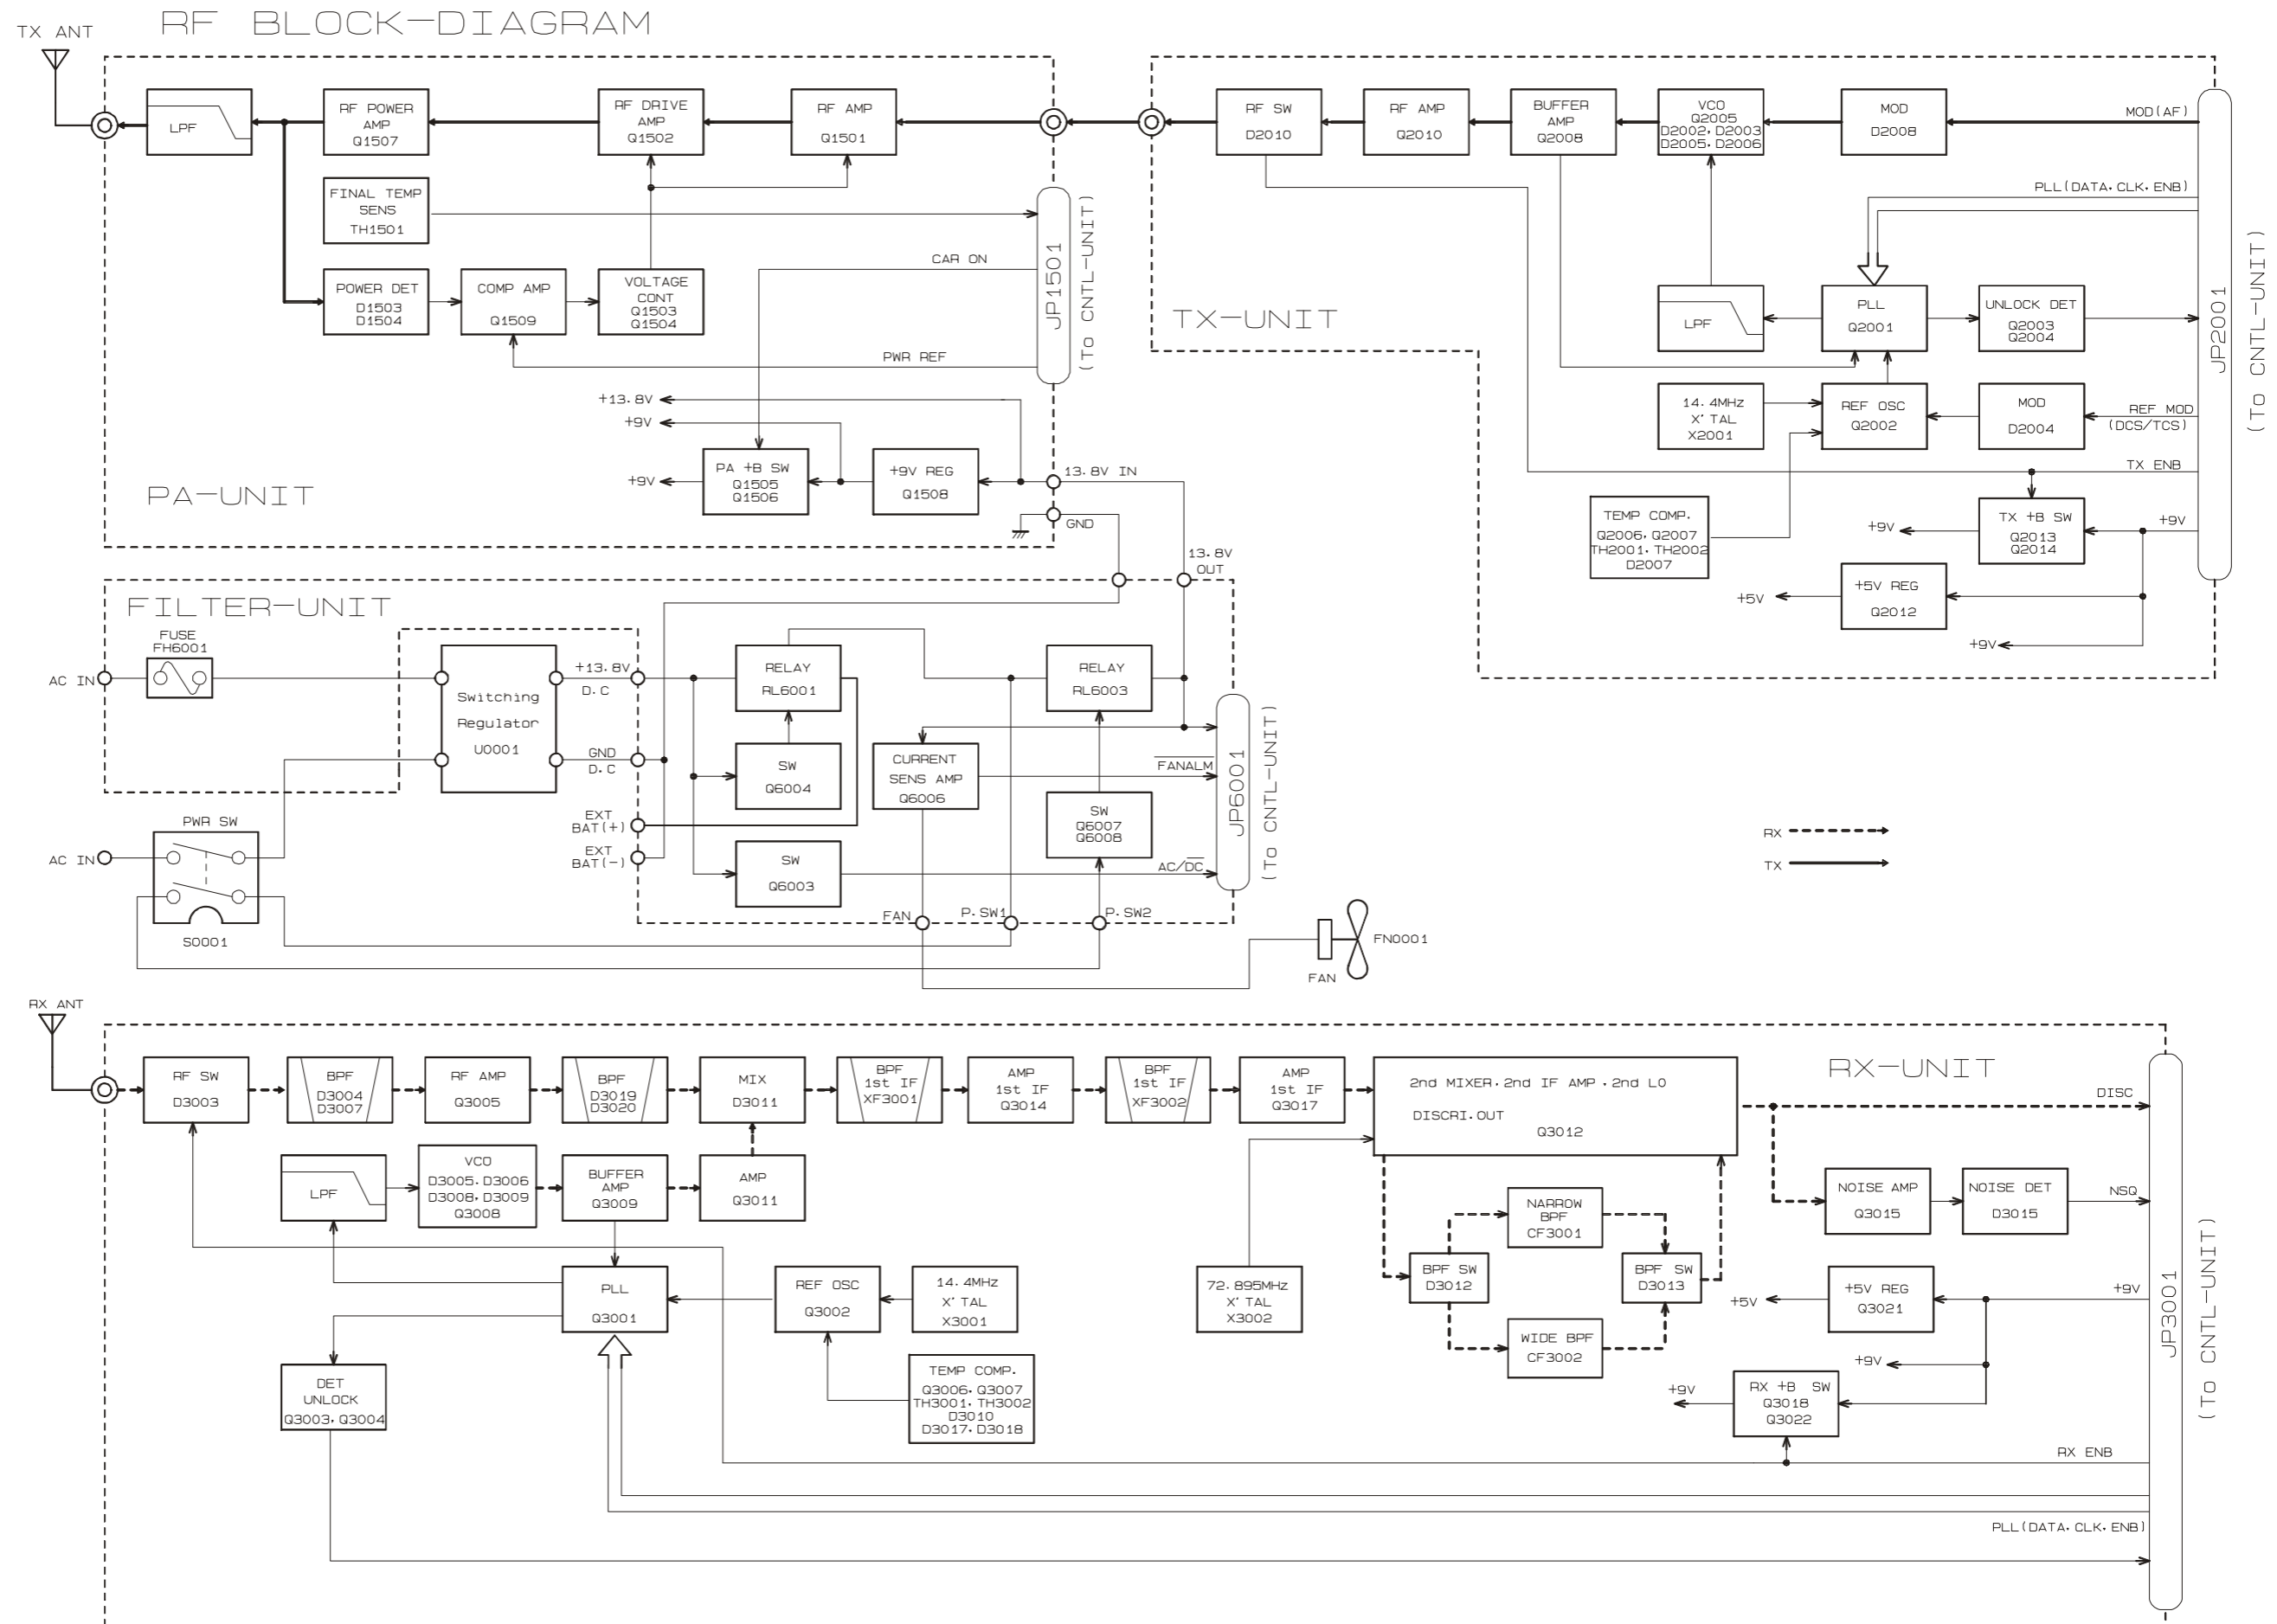 RF BLOCK-DIAGRAM
TX ANT
LPF
RF POWER
AMP
Q1507
RF DRIVE
AMP
Q1502
RF AMP
Q1501
FINAL TEMP
SENS
TH1501
POWER DET
D1503
D1504
COMP AMP
Q1509
VOLTAGE
CONT
Q1503
Q1504
CAR ON
PWR REF
JP1501
(To CNTL-UNIT)
+13.8V
+9V
+9V
PA +B SW
Q1505
Q1506
+9V REG
Q1508
13.8V IN
GND
PA-UNIT
RF SW
D2010
RF AMP
Q2010
BUFFER
AMP
Q2008
VCO
Q2005
D2002, D2003
D2005, D2006
MOD
D2008
MOD(AF)
PLL(DATA, CLK, ENB)
TX-UNIT
LPF
PLL
Q2001
UNLOCK DET
Q2003
Q2004
JP2001
(To CNTL-UNIT)
14.4MHz
X'TAL
X2001
REF OSC
Q2002
MOD
D2004
REF MOD
(DCS/TCS)
TX ENB
TEMP COMP.
Q2006, Q2007
TH2001, TH2002
D2007
+9V
TX +B SW
Q2013
Q2014
+9V
+5V
+5V REG
Q2012
+9V
13.8V
OUT
FILTER-UNIT
FUSE
FH6001
AC IN
Switching
Regulator
U0001
+13.8V
D.C
GND
D.C
RELAY
RL6001
RELAY
RL6003
SW
Q6004
CURRENT
SENS AMP
Q6006
FANALM
SW
Q6007
Q6008
JP6001
(To CNTL-UNIT)
EXT
BAT(+)
EXT
BAT(-)
SW
Q6003
AC/DC
PWR SW
AC IN
S0001
FAN
P.SW1
P.SW2
FN0001
FAN
RX
TX
RX ANT
RF SW
D3003
BPF
D3004
D3007
RF AMP
Q3005
BPF
D3019
D3020
MIX
D3011
BPF
1st IF
XF3001
AMP
1st IF
Q3014
BPF
1st IF
XF3002
AMP
1st IF
Q3017
2nd MIXER, 2nd IF AMP , 2nd LO
DISCRI.OUT
Q3012
RX-UNIT
DISC
LPF
VCO
D3005, D3006
D3008, D3009
Q3008
BUFFER
AMP
Q3009
AMP
Q3011
NARROW
BPF
CF3001
BPF SW
D3012
BPF SW
D3013
WIDE BPF
CF3002
NOISE AMP
Q3015
NOISE DET
D3015
NSQ
PLL
Q3001
REF OSC
Q3002
14.4MHz
X'TAL
X3001
72.895MHz
X'TAL
X3002
+5V
+5V REG
Q3021
+9V
JP3001
(To CNTL-UNIT)
DET
UNLOCK
Q3003, Q3004
TEMP COMP.
Q3006, Q3007
TH3001, TH3002
D3010
D3017, D3018
+9V
+9V
RX +B SW
Q3018
Q3022
RX ENB
PLL(DATA, CLK, ENB)